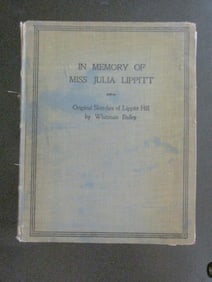 IN MEMORY OF
MISS JULIA LIPPITT
Original Sketches of Lippitt Hill
by Whitman Bailey